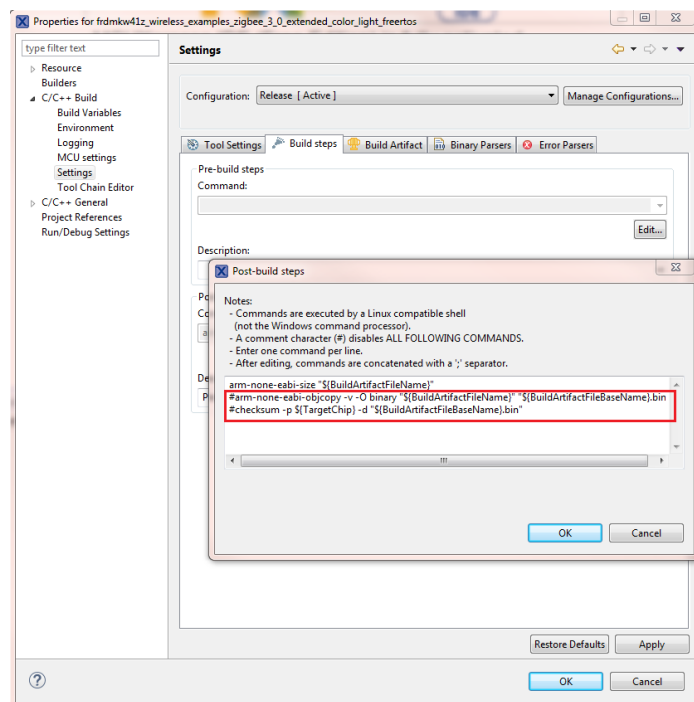 Properties for frdmkw41z_wireless_examples_zigbee_3_0_extended_color_light_freertos
type filter text
Settings
Resource
Builders
C/C++ Build
Build Variables
Environment
Logging
MCU settings
Settings
Tool Chain Editor
C/C++ General
Project References
Run/Debug Settings
Configuration: Release [ Active ]
Manage Configurations...
Tool Settings Build steps Build Artifact Binary Parsers Error Parsers
Pre-build steps
Command:
Edit...
Description:
Post-build steps
Po
Co
a
De
P
Notes:
- Commands are executed by a Linux compatible shell
(not the Windows command processor).
- A comment character (#) disables ALL FOLLOWING COMMANDS.
- Enter one command per line.
- After editing, commands are concatenated with a ';' separator.
arm-none-eabi-size "${BuildArtifactFileName}"
#arm-none-eabi-objcopy -v -O binary "${BuildArtifactFileName}" "${BuildArtifactFileBaseName}.bin
#checksum -p ${TargetChip} -d "${BuildArtifactFileBaseName}.bin"
OK Cancel
Restore Defaults Apply
OK Cancel